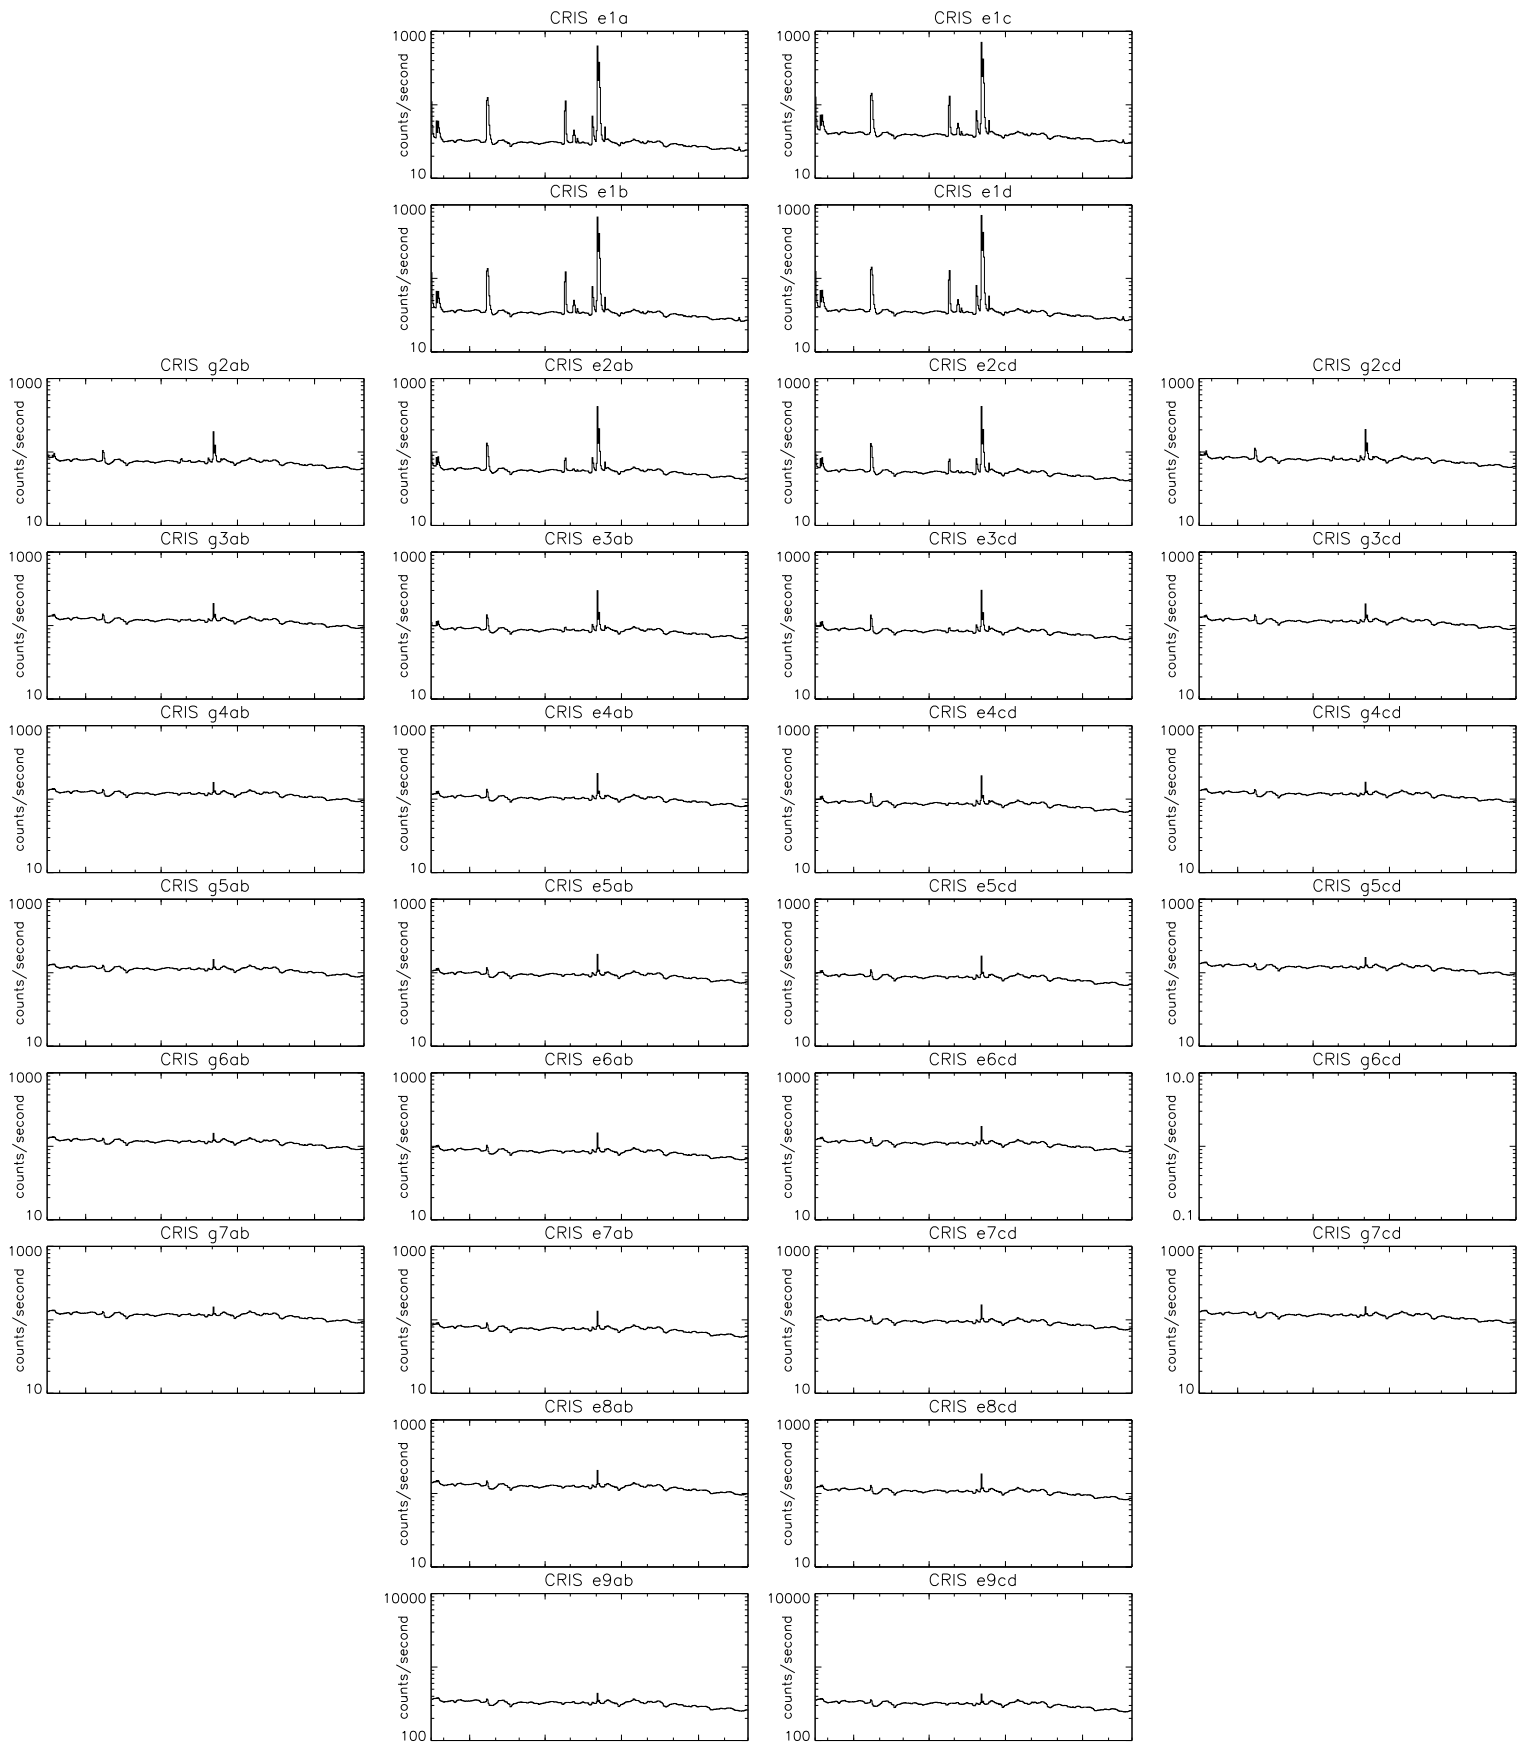 CRIS e1a
CRIS e1c
1000
counts/second
10
1000
counts/second
10
CRIS e1b
CRIS e1d
1000
counts/second
10
1000
counts/second
10
CRIS g2ab
CRIS e2ab
CRIS e2cd
CRIS g2cd
1000
counts/second
10
1000
counts/second
10
1000
counts/second
10
1000
counts/second
10
CRIS g3ab
CRIS e3ab
CRIS e3cd
CRIS g3cd
1000
counts/second
10
1000
counts/second
10
1000
counts/second
10
1000
counts/second
10
CRIS g4ab
CRIS e4ab
CRIS e4cd
CRIS g4cd
1000
counts/second
10
1000
counts/second
10
1000
counts/second
10
1000
counts/second
10
CRIS g5ab
CRIS e5ab
CRIS e5cd
CRIS g5cd
1000
counts/second
10
1000
counts/second
10
1000
counts/second
10
1000
counts/second
10
CRIS g6ab
CRIS e6ab
CRIS e6cd
CRIS g6cd
1000
counts/second
10
1000
counts/second
10
1000
counts/second
10
10.0
counts/second
0.1
CRIS g7ab
CRIS e7ab
CRIS e7cd
CRIS g7cd
1000
counts/second
10
1000
counts/second
10
1000
counts/second
10
1000
counts/second
10
CRIS e8ab
CRIS e8cd
1000
counts/second
10
1000
counts/second
10
CRIS e9ab
CRIS e9cd
10000
counts/second
100
10000
counts/second
100